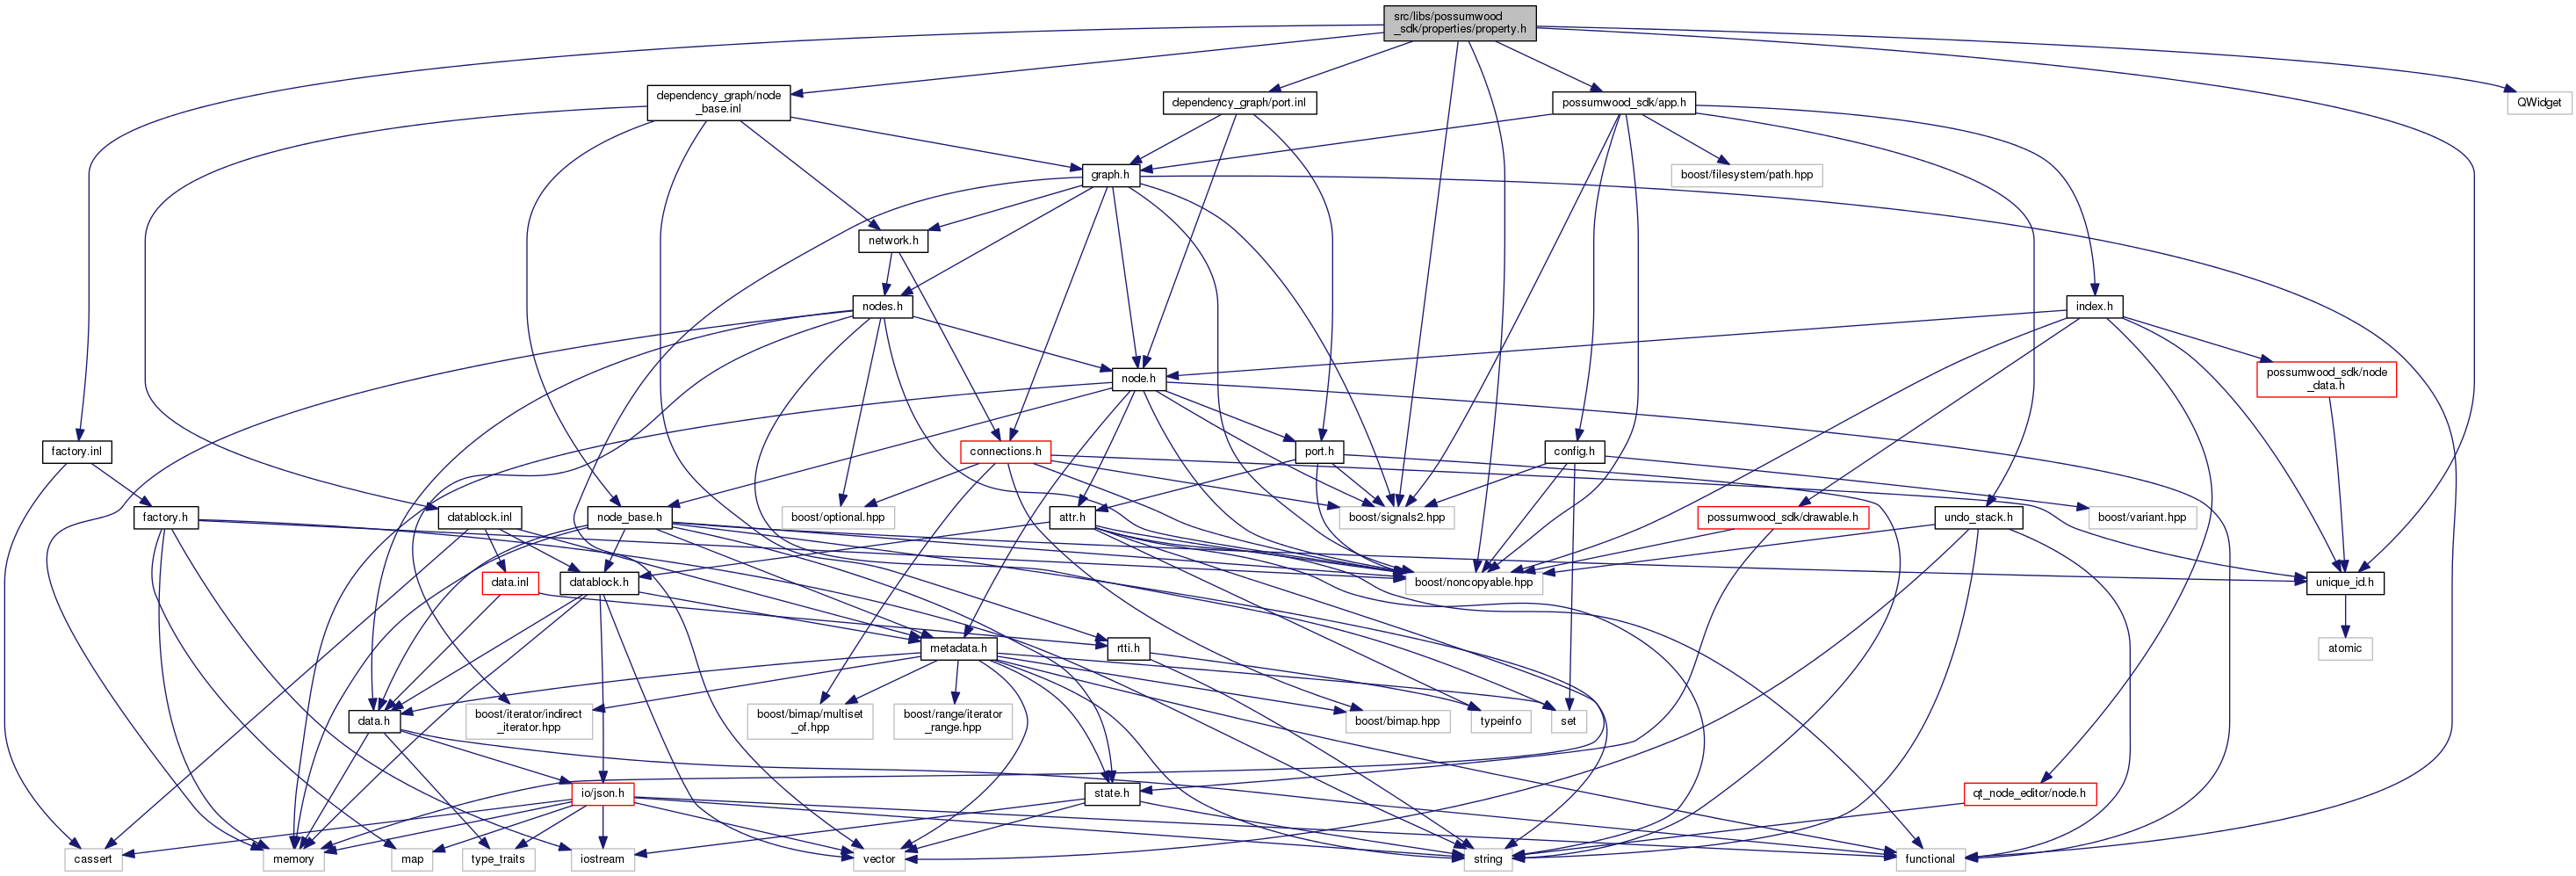 src/libs/possumwood
_sdk/properties/property.h
dependency_graph/node
_base.inl
dependency_graph/port.inl
possumwood_sdk/app.h
QWidget
graph.h
boost/filesystem/path.hpp
network.h
nodes.h
index.h
node.h
possumwood_sdk/node
_data.h
factory.inl
connections.h
port.h
config.h
factory.h
datablock.inl
node_base.h
boost/optional.hpp
attr.h
boost/signals2.hpp
possumwood_sdk/drawable.h
undo_stack.h
boost/variant.hpp
data.inl
datablock.h
boost/noncopyable.hpp
unique_id.h
metadata.h
rtti.h
atomic
data.h
boost/iterator/indirect
_iterator.hpp
boost/bimap/multiset
_of.hpp
boost/range/iterator
_range.hpp
boost/bimap.hpp
typeinfo
set
io/json.h
state.h
qt_node_editor/node.h
cassert
memory
map
type_traits
iostream
vector
string
functional